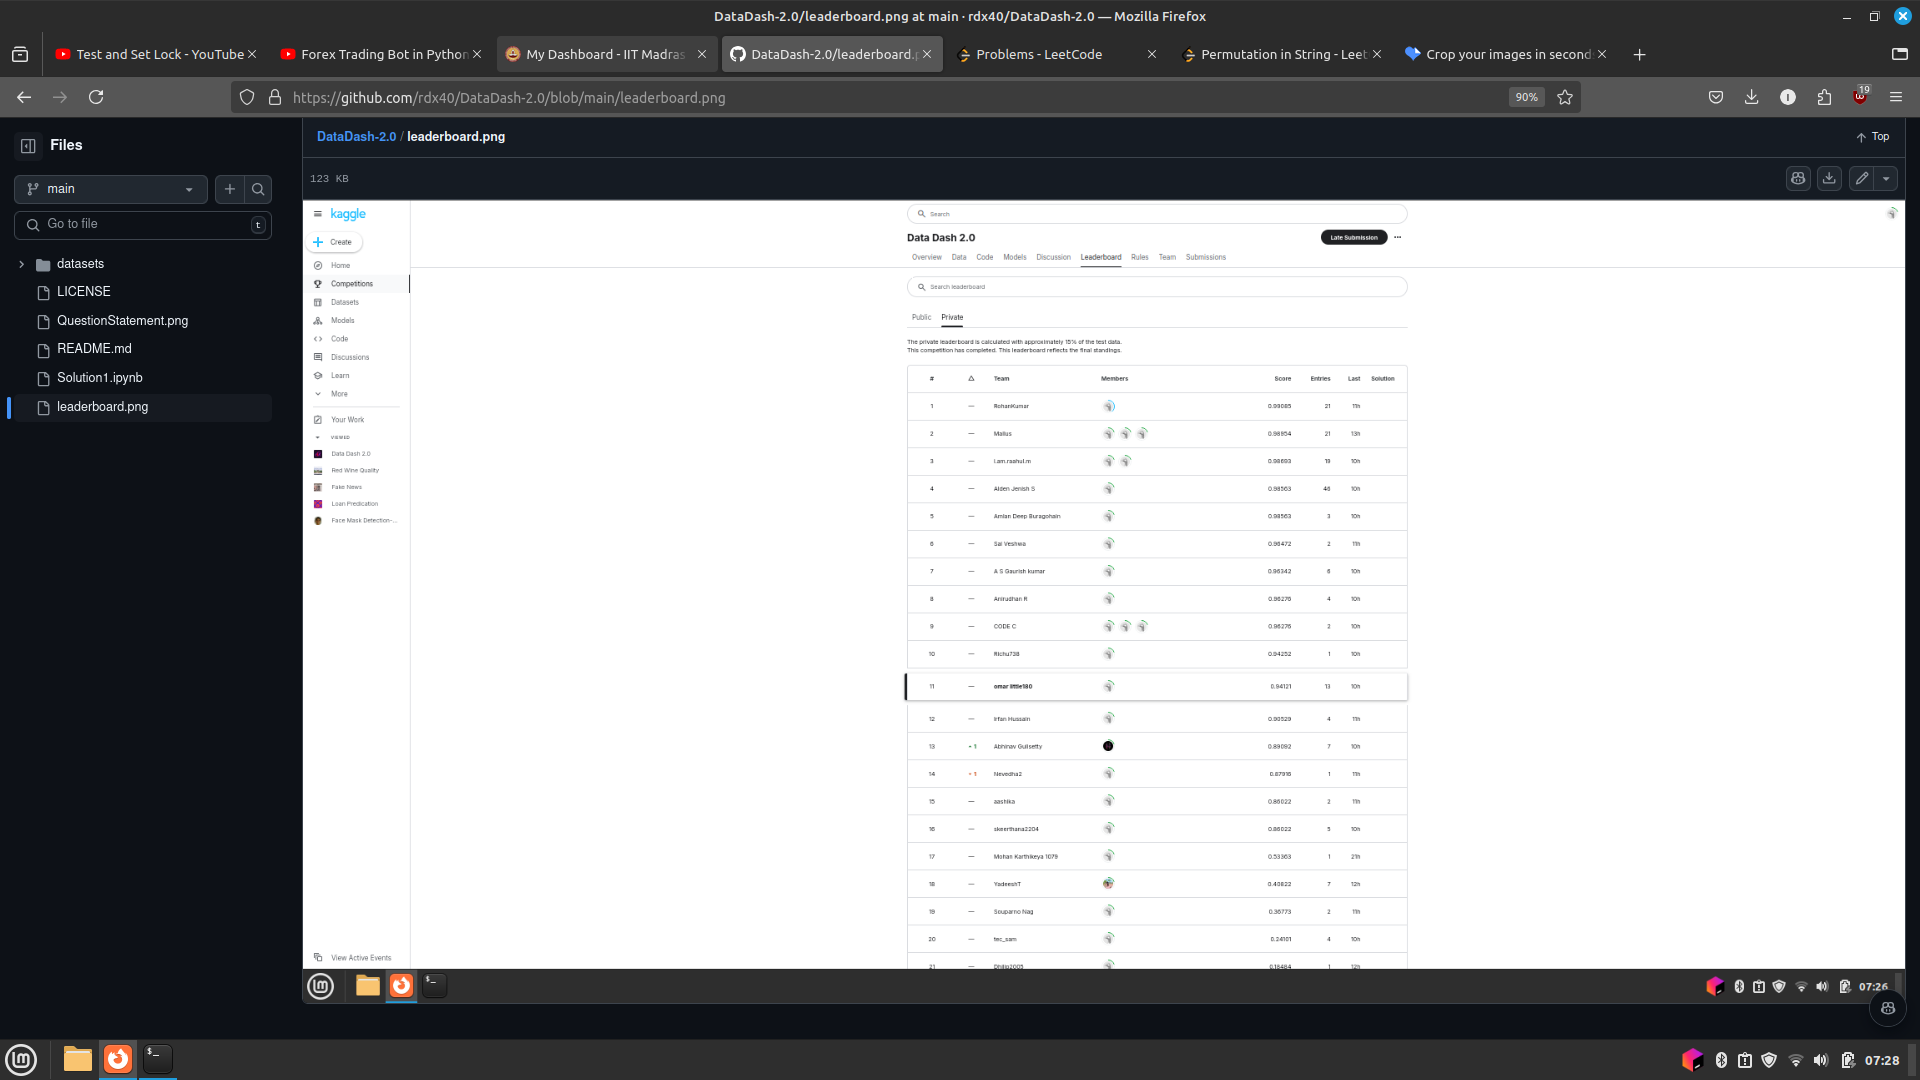 DataDash-2.0/leaderboard.png at main · rdx40/DataDash-2.0 — Mozilla Firefox
Test and Set Lock - YouTube
Forex Trading Bot in Python
My Dashboard - IIT Madras
DataDash-2.0/leaderboard.p
Problems - LeetCode
Permutation in String - Leet
Crop your images in second
https://github.com/rdx40/DataDash-2.0/blob/main/leaderboard.png
90%
19
Files
DataDash-2.0 / leaderboard.png
Top
main
123 KB
Go to file
t
datasets
LICENSE
QuestionStatement.png
README.md
Solution1.ipynb
leaderboard.png
kaggle
Search
Create
Data Dash 2.0
Late Submission
Home
Competitions
Datasets
Models
Code
Discussions
Learn
More
Your Work
VIEWED
Data Dash 2.0
Red Wine Quality
Fake News
Loan Predication
Face Mask Detection-...
View Active Events
Overview Data Code Models Discussion Leaderboard Rules Team Submissions
Search leaderboard
Public Private
The private leaderboard is calculated with approximately 15% of the test data.
This competition has completed. This leaderboard reflects the final standings.
# Team Members Score Entries Last Solution
1 — RohanKumar 0.99085 21 11h
2 — Mallus 0.98954 21 13h
3 — i.am.raahul.m 0.98693 19 10h
4 — Aiden Jenish S 0.98563 46 10h
5 — Amlan Deep Buragohain 0.98563 3 10h
6 — Sai Veshwa 0.96472 2 11h
7 — A S Gaurish kumar 0.96342 6 10h
8 — Anirudhan R 0.96276 4 10h
9 — CODE C 0.96276 2 10h
10 — Richu738 0.94252 1 10h
11 — omar little180 0.94121 13 10h
12 — Irfan Hussain 0.90529 4 11h
13 1 Abhinav Gulisetty 0.89092 7 10h
14 1 Nevedha2 0.87916 1 11h
15 — aashika 0.86022 2 11h
16 — skeerthana2204 0.86022 5 10h
17 — Mohan Karthikeya 1079 0.53363 1 21h
18 — YadeeshT 0.40822 7 12h
19 — Souparno Nag 0.36773 2 11h
20 — tec_sam 0.24101 4 10h
21 — Philip2005 0.18484 1 12h
07:26
07:28